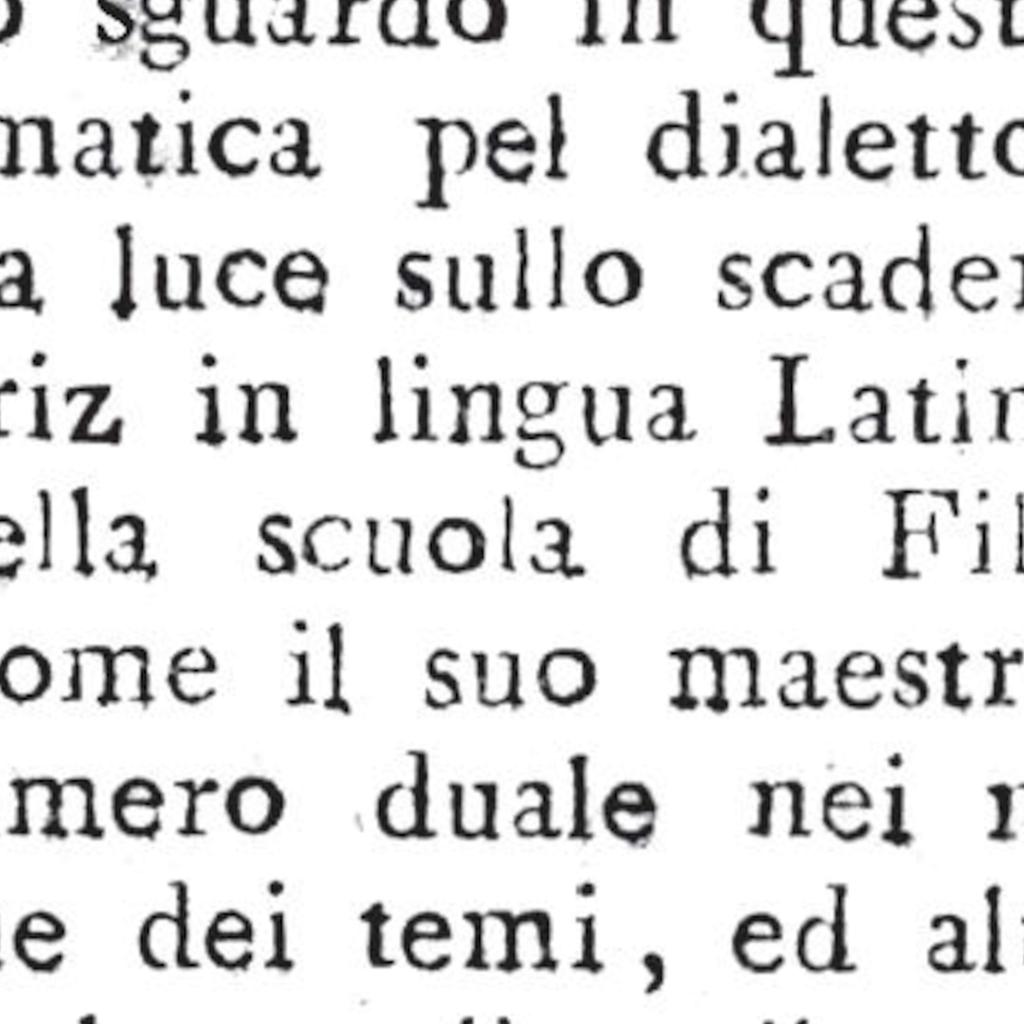 o sguardo in quest
matica pel dialetto
a luce sullo scader
riz in lingua Latin
ella scuola di Fil
ome il suo maestr
mero duale nei
e dei temi, ed al